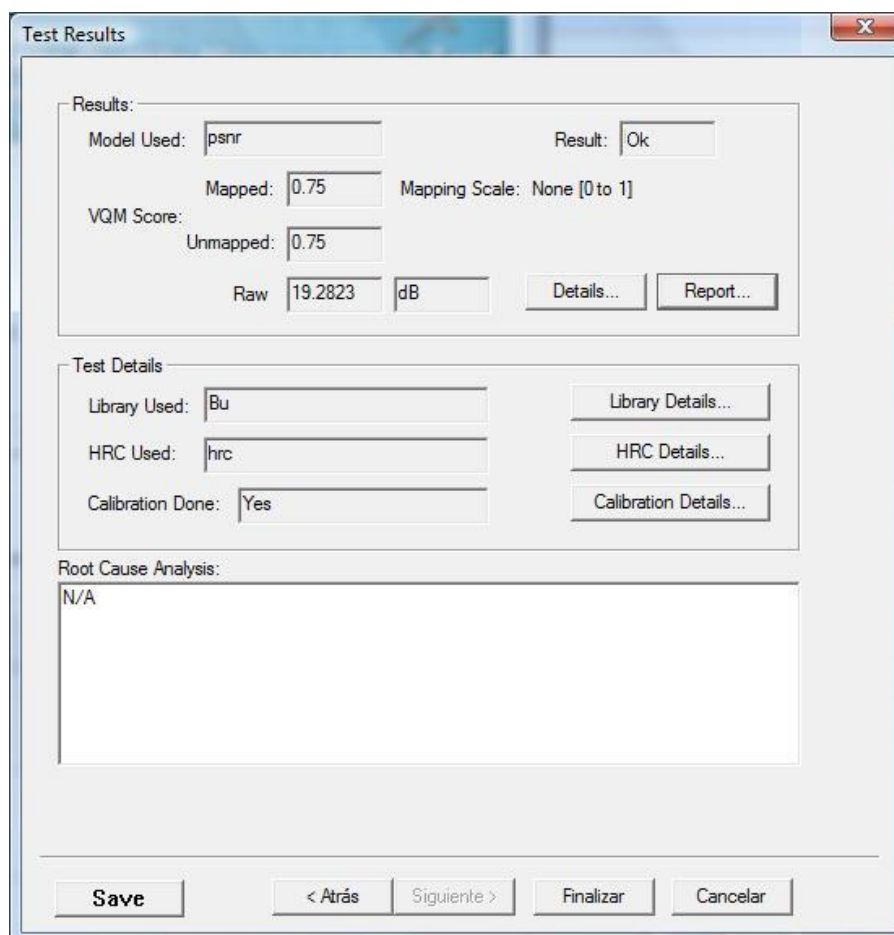 Test Results
Results:
Model Used: psnr Result: Ok
Mapped: 0.75 Mapping Scale: None [0 to 1]
VQM Score:
Unmapped: 0.75
Raw 19.2823 dB Details... Report...
Test Details
Library Used: Bu Library Details...
HRC Used: hrc HRC Details...
Calibration Done: Yes Calibration Details...
Root Cause Analysis:
N/A
Save < Atrás Siguiente > Finalizar Cancelar